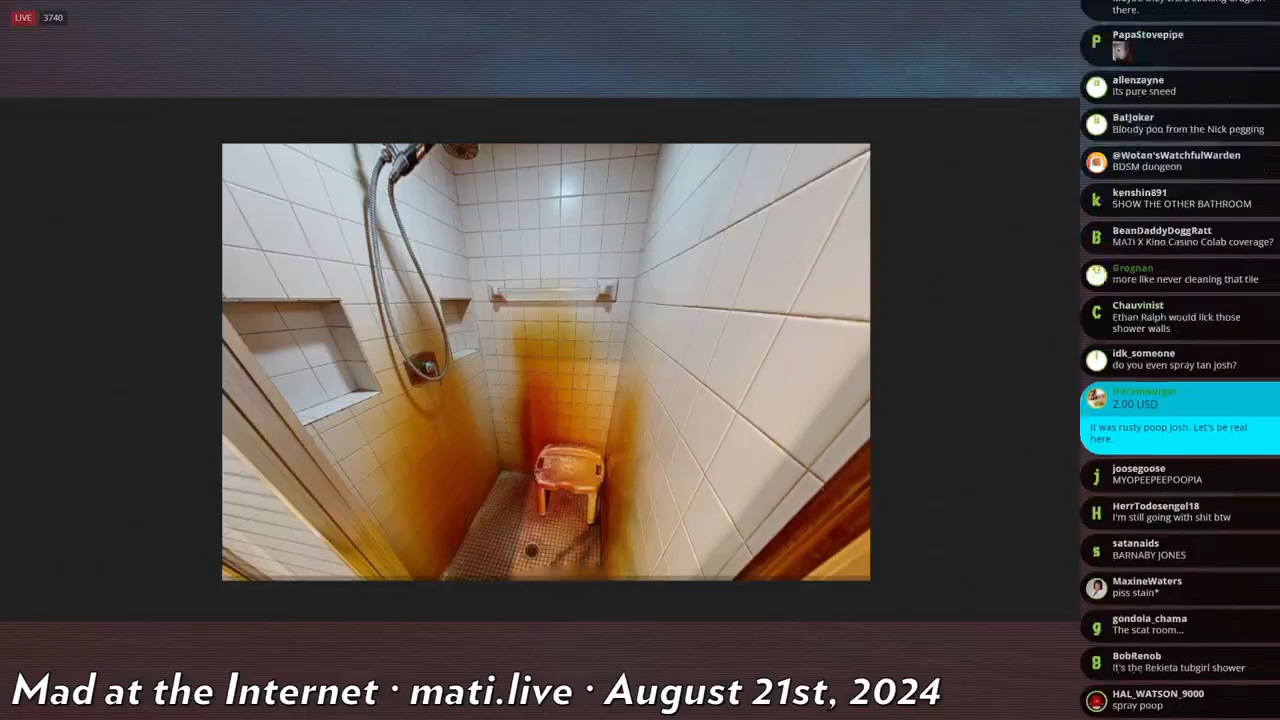 LIVE 3740
there.
PapaStovepipe
allenzayne
its pure sneed
BatJoker
Bloody poo from the Nick pegging
@Wotan'sWatchfulWarden
BDSM dungeon
kenshin891
SHOW THE OTHER BATHROOM
BeanDaddyDoggRatt
MATI X Kino Casino Colab coverage?
Grognan
more like never cleaning that tile
Chauvinist
Ethan Ralph would lick those
shower walls
idk_someone
do you even spray tan josh?
Haramburger
2.00 USD
It was rusty poop Josh. Let's be real
here.
joosegoose
MYOPEEPEEPOOPIA
HerrTodesengel18
I'm still going with shit btw
satanaids
BARNABY JONES
MaxineWaters
piss stain*
gondola_chama
The scat room...
BobRenob
It's the Rekieta tubgirl shower
HAL_WATSON_9000
spray poop
Mad at the Internet · mati.live · August 21st, 2024